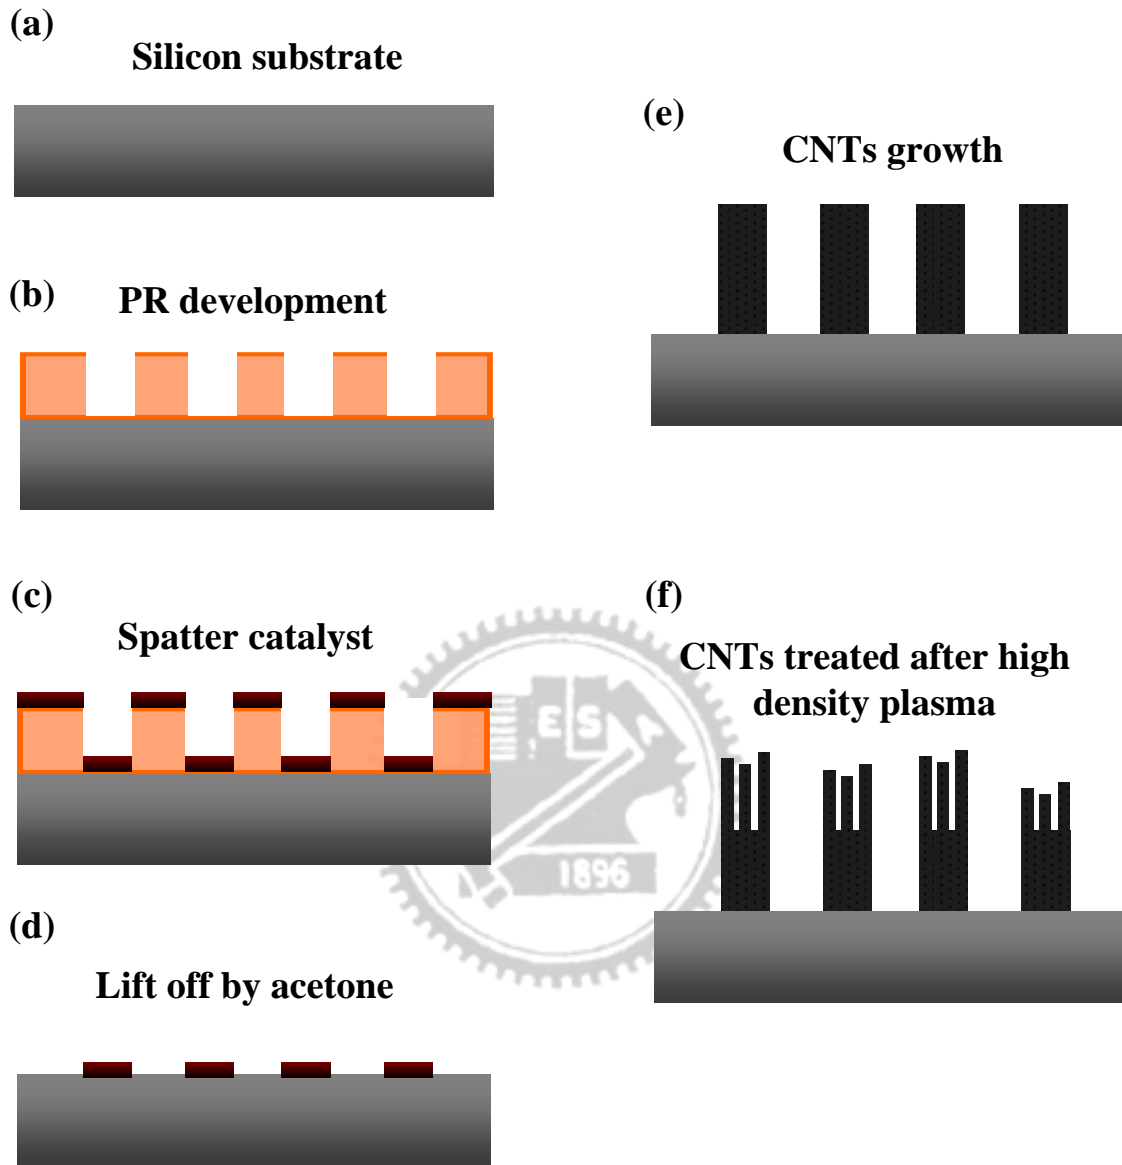 (a)
Silicon substrate
(b)
PR development
(c)
Spatter catalyst
(d)
Lift off by acetone
(e)
CNTs growth
(f)
CNTs treated after high
density plasma
E S
1896